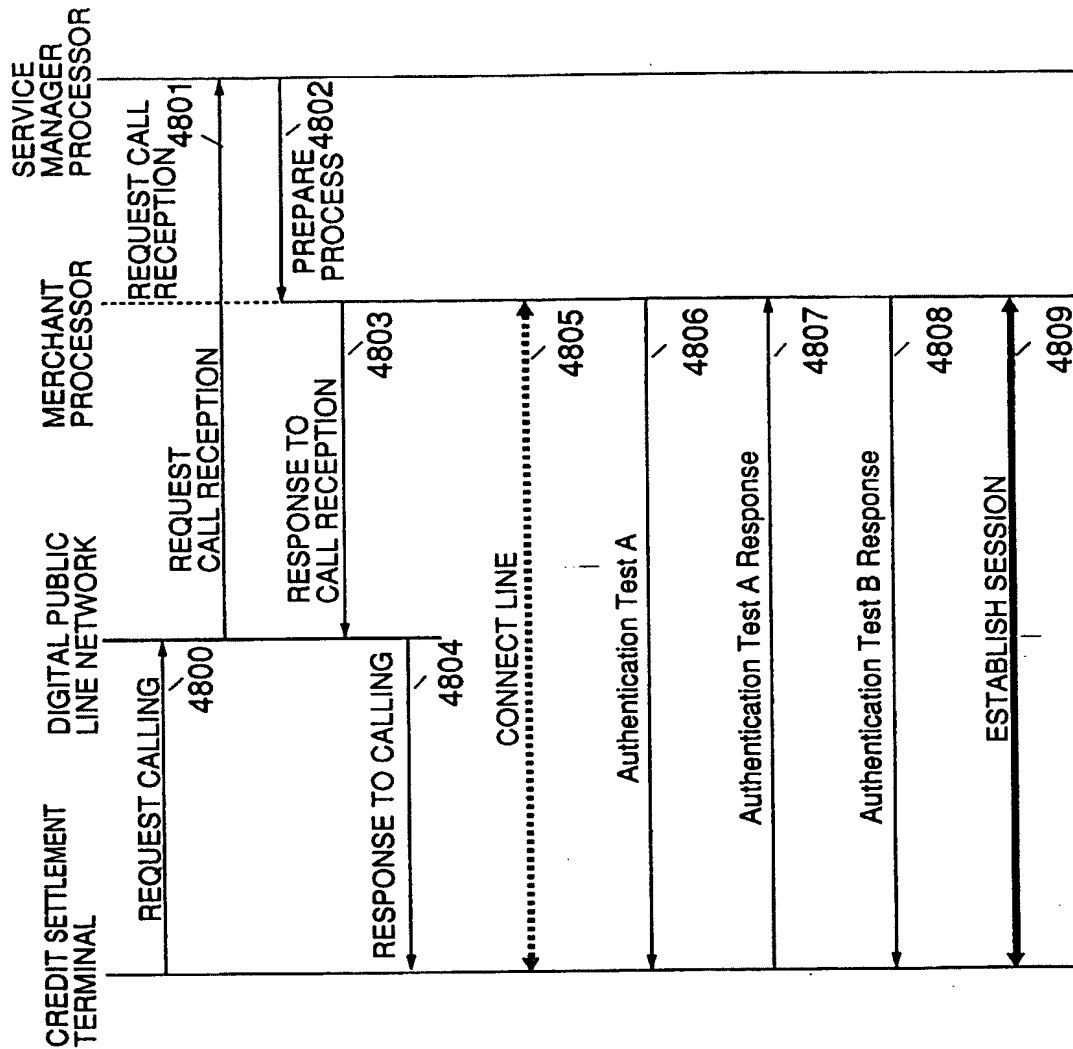 CREDIT SETTLEMENT
TERMINAL
DIGITAL PUBLIC
LINE NETWORK
MERCHANT
PROCESSOR
SERVICE
MANAGER
PROCESSOR
REQUEST CALLING
4800
REQUEST
CALL RECEPTION
REQUEST CALL
RECEPTION
4801
PREPARE
PROCESS
4802
RESPONSE TO
CALL RECEPTION
4803
RESPONSE TO CALLING
4804
CONNECT LINE
4805
Authentication Test A
4806
Authentication Test A Response
4807
Authentication Test B Response
4808
ESTABLISH SESSION
4809